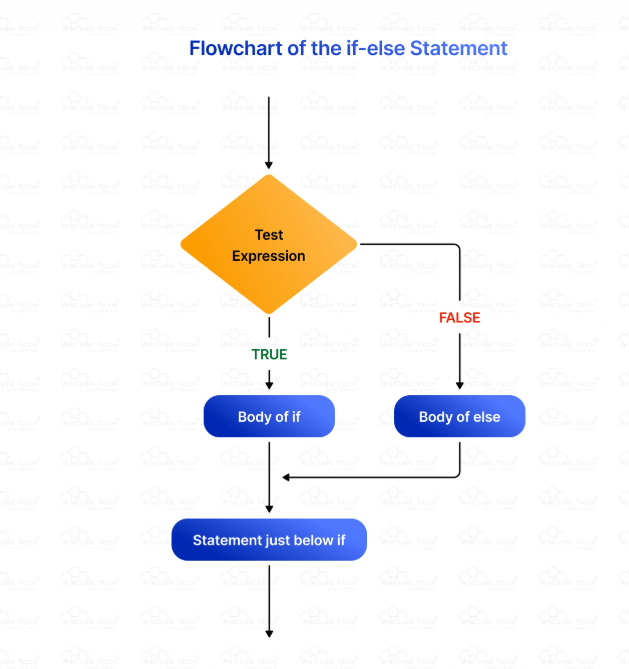 Flowchart of the if-else Statement
Test
Expression
FALSE
TRUE
Body of if
Body of else
Statement just below if